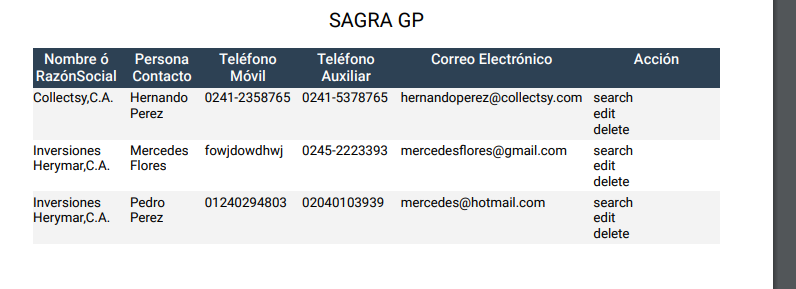 SAGRA GP
Nombre ó Persona Teléfono Teléfono Correo Electrónico Acción
RazónSocial Contacto Móvil Auxiliar
Collectsy,C.A. Hernando 0241-2358765 0241-5378765 hernandoperez@collectsy.com search
Perez edit
delete
Inversiones Mercedes fowjdowdhwj 0245-2223393 mercedesflores@gmail.com search
Herymar,C.A. Flores edit
delete
Inversiones Pedro 01240294803 02040103939 mercedes@hotmail.com search
Herymar,C.A. Perez edit
delete